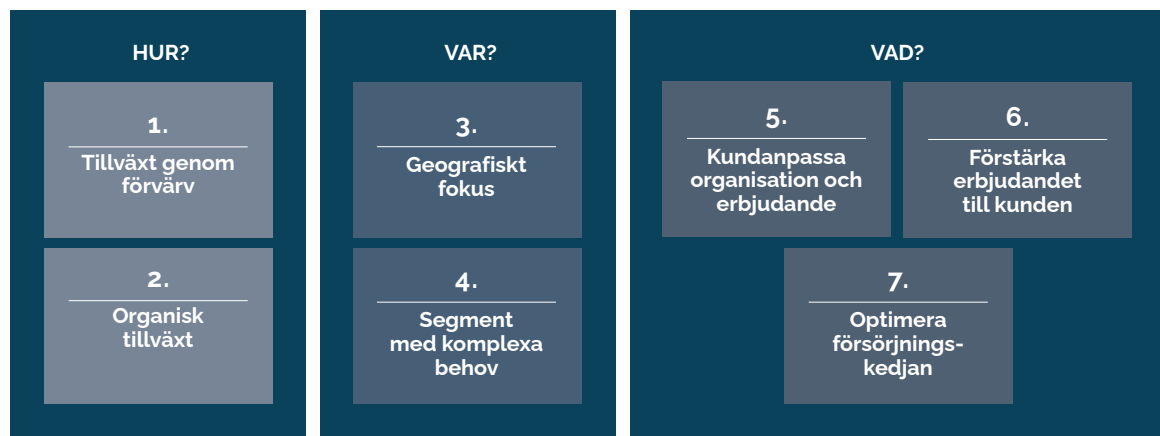 HUR?
1.
Tillväxt genom
förvärv
2.
Organisk
tillväxt
VAR?
3.
Geografiskt
fokus
4.
Segment
med komplexa
behov
VAD?
5.
Kundanpassa
organisation och
erbjudande
6.
Förstärka
erbjudandet
till kunden
7.
Optimera
försörjnings-
kedjan